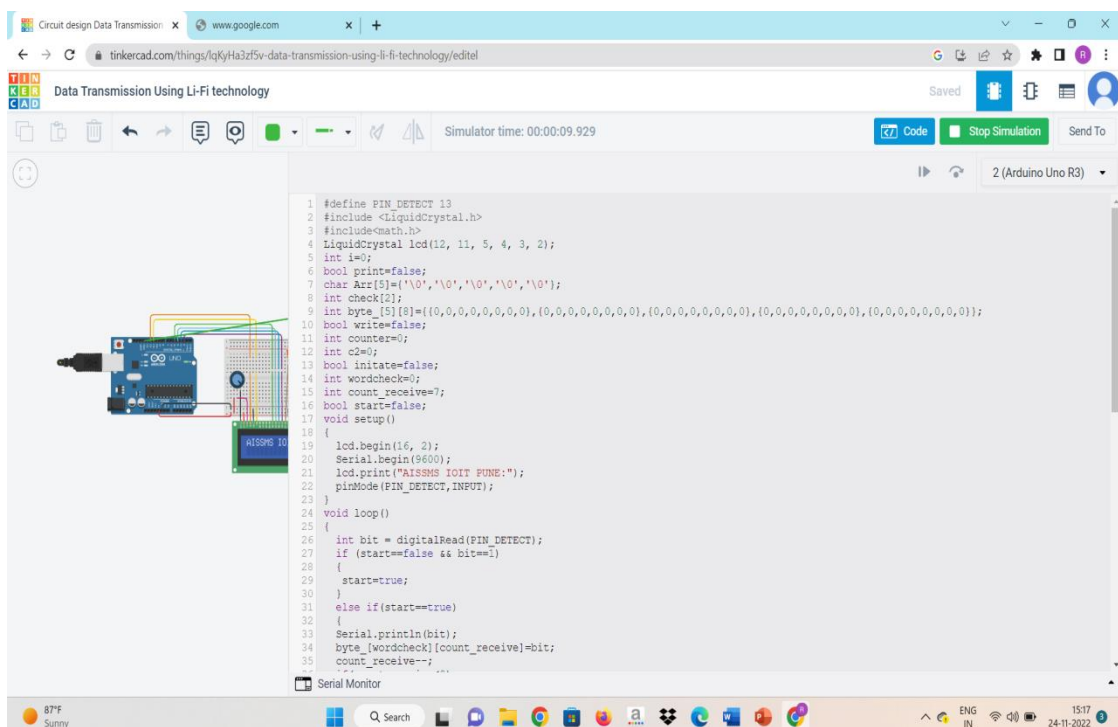 Circuit design Data Transmission
www.google.com
tinkercad.com/things/lqKyHa3zf5v-data-transmission-using-li-fi-technology/editel
G
R
TIN
KER
CAD
Data Transmission Using Li-Fi technology
Saved
Simulator time: 00:00:09.929
Code
Stop Simulation
Send To
2 (Arduino Uno R3)
1 #define PIN_DETECT 13
2 #include <LiquidCrystal.h>
3 #include<math.h>
4 LiquidCrystal lcd(12, 11, 5, 4, 3, 2);
5 int i=0;
6 bool print=false;
7 char Arr[5]={'\0','\0','\0','\0','\0'};
8 int check[2];
9 int byte_[5][8]={{0,0,0,0,0,0,0,0},{0,0,0,0,0,0,0,0},{0,0,0,0,0,0,0,0},{0,0,0,0,0,0,0,0},{0,0,0,0,0,0,0,0}};
10 bool write=false;
11 int counter=0;
12 int c2=0;
13 bool initate=false;
14 int wordcheck=0;
15 int count_receive=7;
16 bool start=false;
17 void setup()
18 {
19 lcd.begin(16, 2);
20 Serial.begin(9600);
21 lcd.print("AISSMS IOIT PUNE:");
22 pinMode(PIN_DETECT,INPUT);
23 }
24 void loop()
25 {
26 int bit = digitalRead(PIN_DETECT);
27 if (start==false && bit==1)
28 {
29 start=true;
30 }
31 else if(start==true)
32 {
33 Serial.println(bit);
34 byte_[wordcheck][count_receive]=bit;
35 count_receive--;
UNO
AISSMS IO
Serial Monitor
87°F
Sunny
Search
ENG
IN
15:17
24-11-2022
3